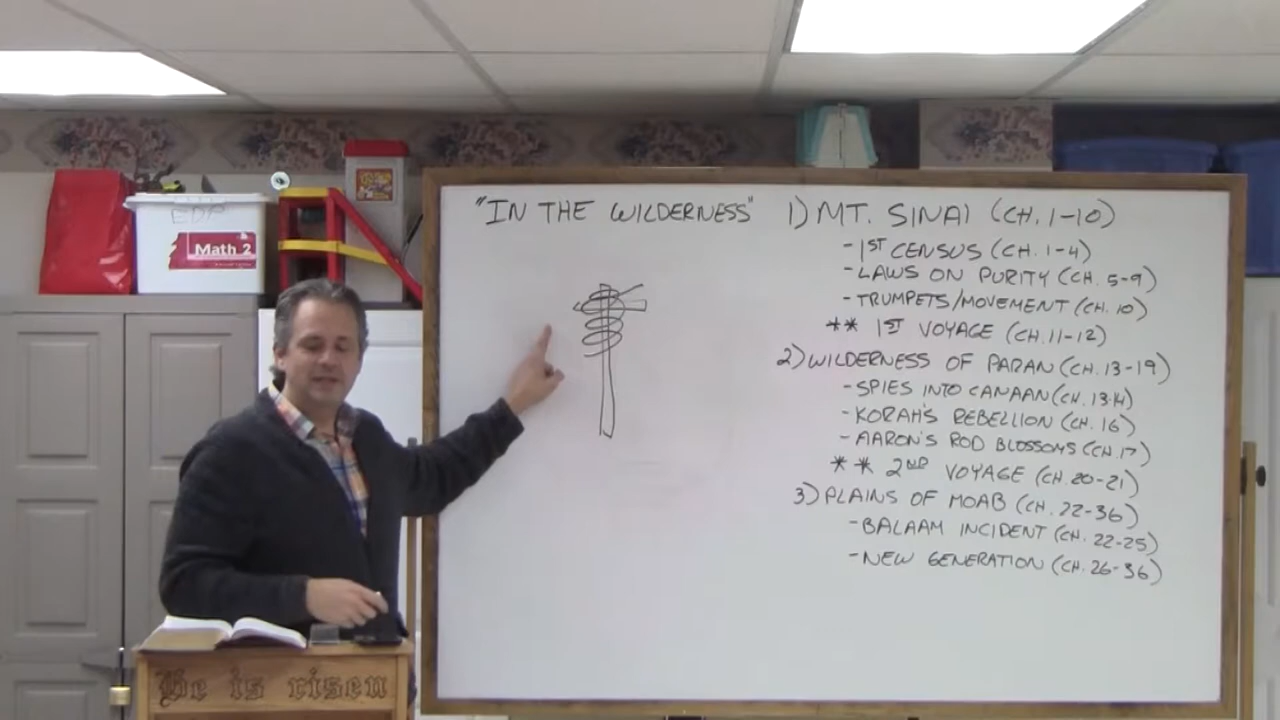 EDP
Math 2
"IN THE WILDERNESS"
1) MT. SINAI (CH. 1-10)
- 1ST CENSUS (CH. 1-4)
- LAWS ON PURITY (CH. 5-9)
- TRUMPETS/MOVEMENT (CH. 10)
** 1ST VOYAGE (CH. 11-12)
2) WILDERNESS OF PARAN (CH. 13-19)
- SPIES INTO CANAAN (CH. 13-14)
- KORAH'S REBELLION (CH. 16)
- AARON'S ROD BLOSSOMS (CH. 17)
** 2ND VOYAGE (CH. 20-21)
3) PLAINS OF MOAB (CH. 22-36)
- BALAAM INCIDENT (CH. 22-25)
- NEW GENERATION (CH. 26-36)
He is risen